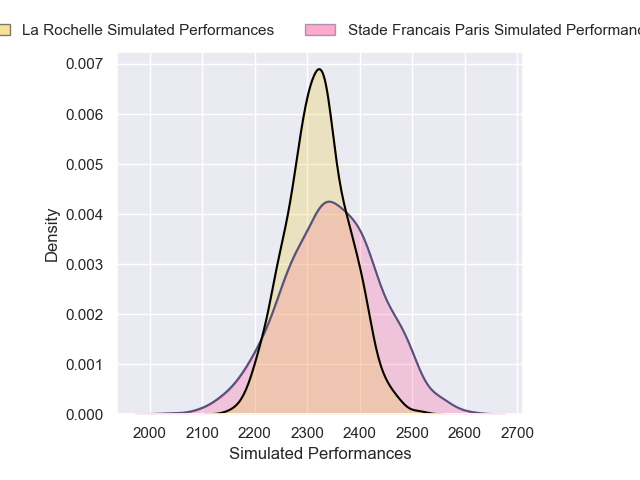 La Rochelle Simulated Performances
Stade Francais Paris Simulated
0.007
0.006
0.005
0.004
0.003
0.002
0.001
0.000
Density
2000 2100 2200 2300 2400 2500 2600 2700
Simulated Performances